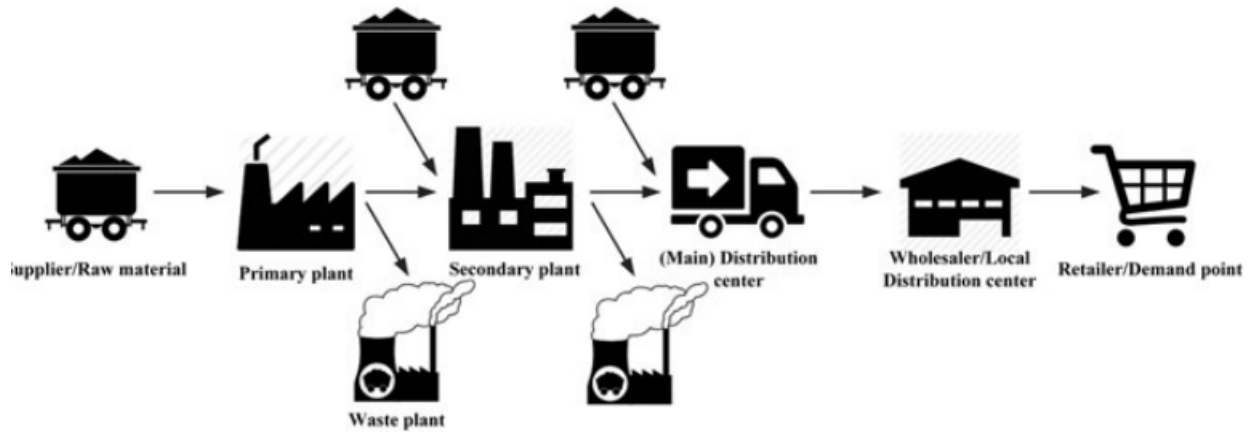 upplier/Raw material
Primary plant
Secondary plant
(Main) Distribution
center
Wholesaler/Local
Distribution center
Retailer/Demand point
Waste plant